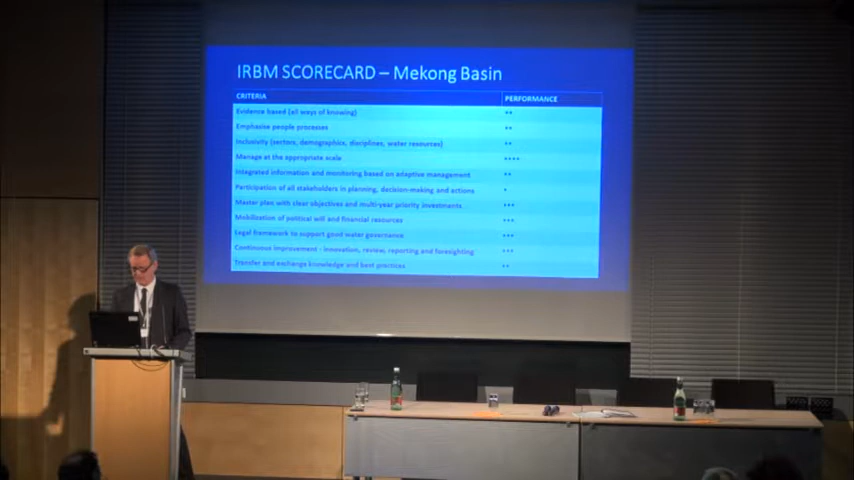 IRBM SCORECARD – Mekong Basin
CRITERIA PERFORMANCE
Evidence based (all ways of knowing) **
Emphasise people processes **
Inclusivity (sectors, demographics, disciplines, water resources) **
Manage at the appropriate scale ****
Integrated information and monitoring based on adaptive management **
Participation of all stakeholders in planning, decision-making and actions *
Master plan with clear objectives and multi-year priority investments ***
Mobilization of political will and financial resources ***
Legal framework to support good water governance ***
Continuous improvement - innovation, review, reporting and foresighting ***
Transfer and exchange knowledge and best practices **